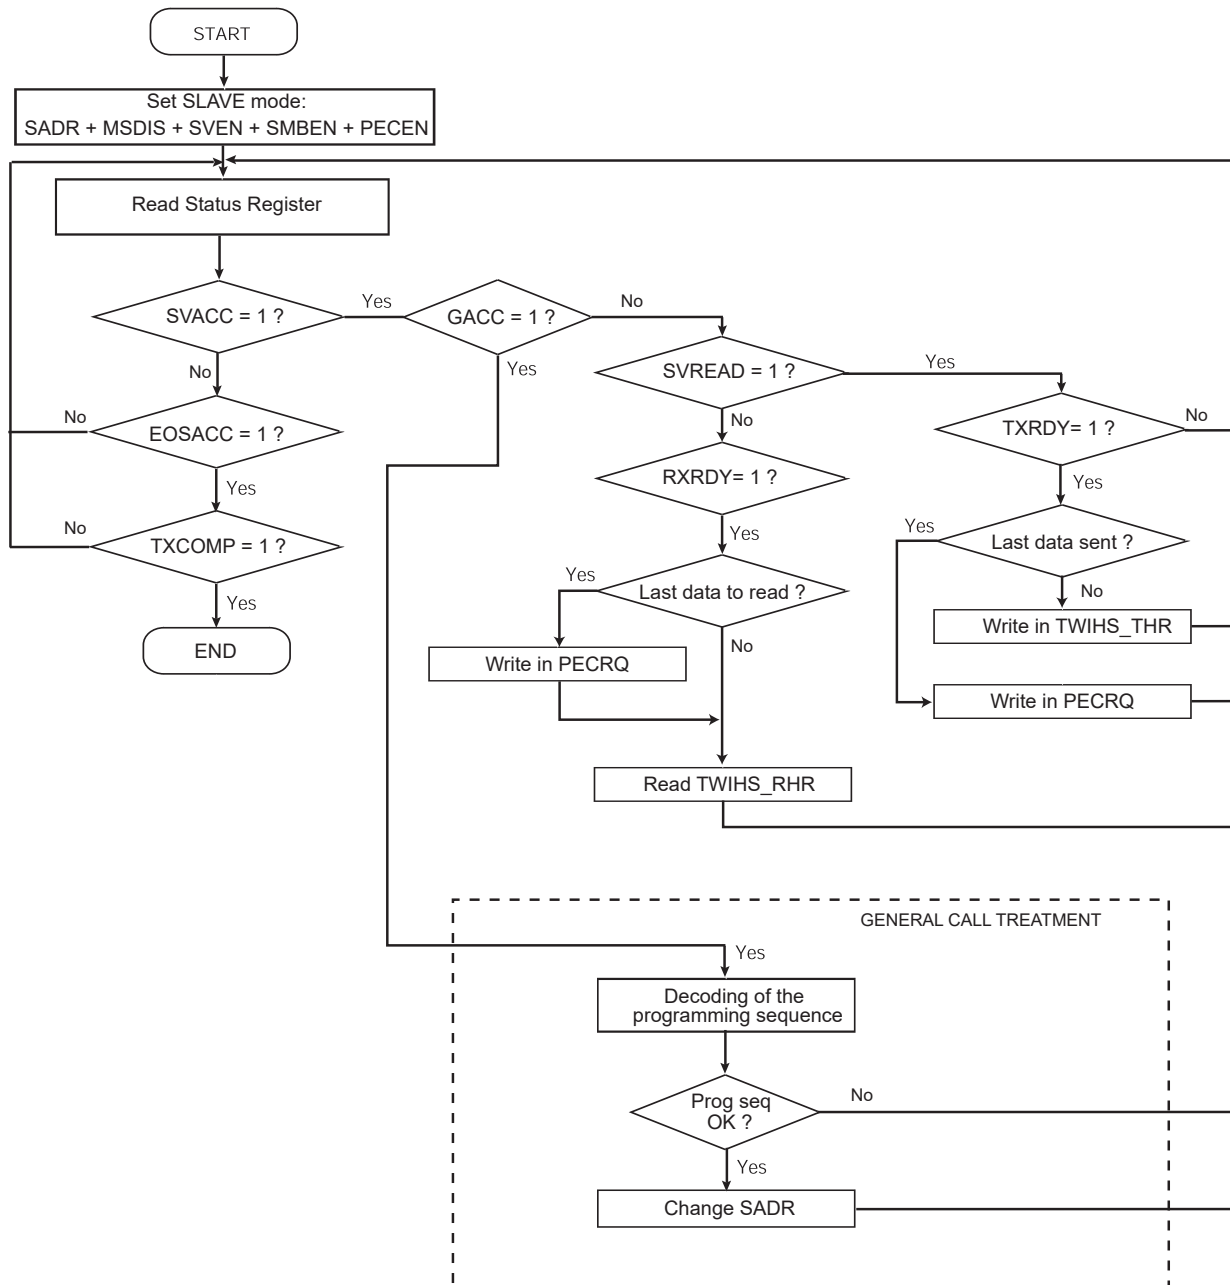 START
Set SLAVE mode:
SADR + MSDIS + SVEN + SMBEN + PECEN
Read Status Register
SVACC = 1 ?
Yes
GACC = 1 ?
No
No
Yes
SVREAD = 1 ?
Yes
No
EOSACC = 1 ?
No
TXRDY= 1 ?
No
Yes
RXRDY= 1 ?
Yes
No
TXCOMP = 1 ?
Yes
Yes
Last data sent ?
Yes
Last data to read ?
No
Yes
END
No
Write in TWIHS_THR
Write in PECRQ
Write in PECRQ
Read TWIHS_RHR
GENERAL CALL TREATMENT
Yes
Decoding of the
programming sequence
Prog seq
OK ?
No
Yes
Change SADR